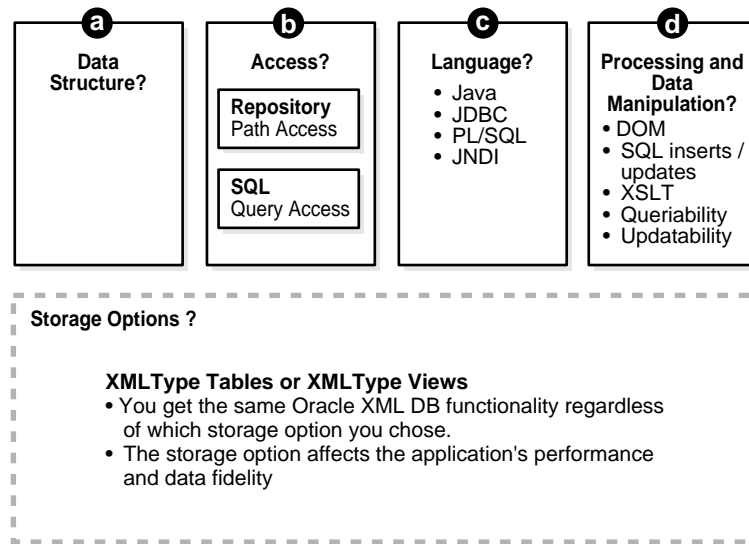 a
Data
Structure?
b
Access?
Repository
Path Access
SQL
Query Access
c
Language?
• Java
• JDBC
• PL/SQL
• JNDI
d
Processing and
Data
Manipulation?
• DOM
• SQL inserts /
updates
• XSLT
• Queriability
• Updatability
Storage Options ?
XMLType Tables or XMLType Views
• You get the same Oracle XML DB functionality regardless
of which storage option you chose.
• The storage option affects the application's performance
and data fidelity